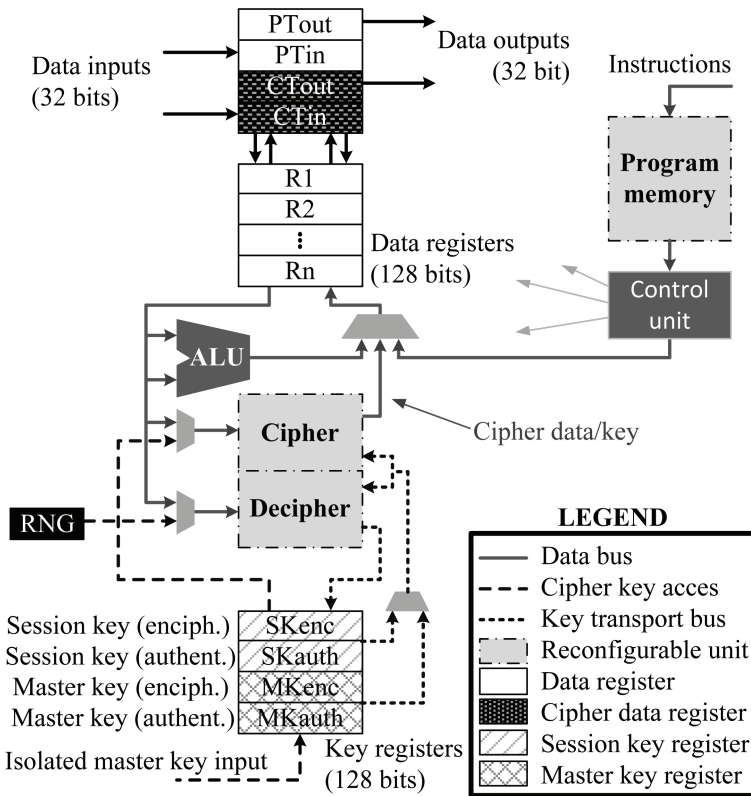 PTout
PTin
CTout
CTin
Data inputs
(32 bits)
Data outputs
(32 bit)
Instructions
Program
memory
Control
unit
R1
R2
⋮
Rn
Data registers
(128 bits)
ALU
Cipher
Decipher
Cipher data/key
RNG
Session key (enciph.)
SKenc
Session key (authent.)
SKauth
Master key (enciph.)
MKenc
Master key (authent.)
MKauth
Isolated master key input
Key registers
(128 bits)
LEGEND
Data bus
Cipher key acces
Key transport bus
Reconfigurable unit
Data register
Cipher data register
Session key register
Master key register